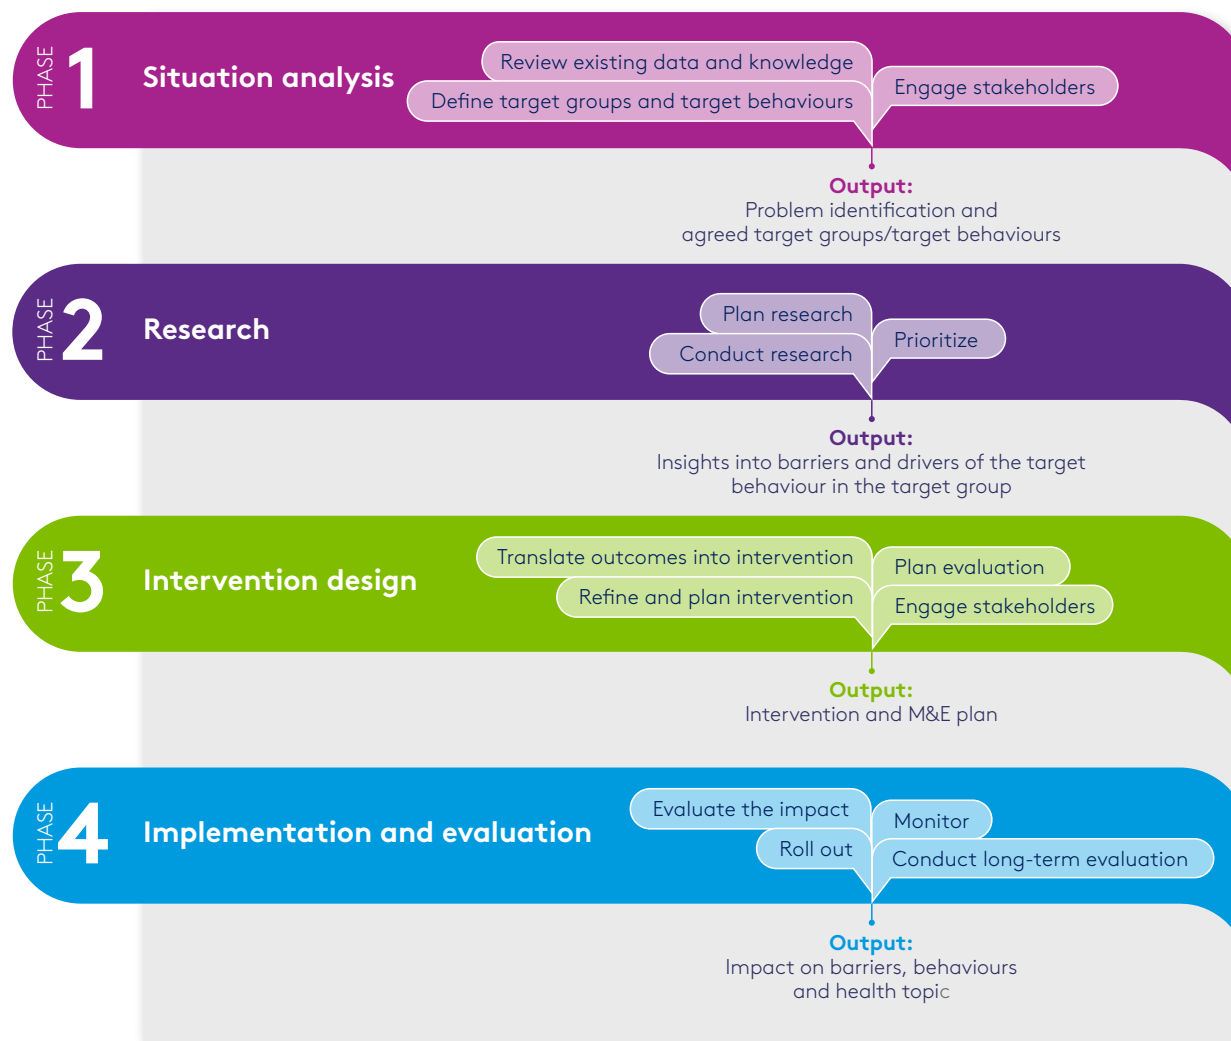 PHASE 1
Situation analysis
Review existing data and knowledge
Define target groups and target behaviours
Engage stakeholders
Output:
Problem identification and
agreed target groups/target behaviours
PHASE 2
Research
Plan research
Conduct research
Prioritize
Output:
Insights into barriers and drivers of the target
behaviour in the target group
PHASE 3
Intervention design
Translate outcomes into intervention
Refine and plan intervention
Plan evaluation
Engage stakeholders
Output:
Intervention and M&E plan
PHASE 4
Implementation and evaluation
Evaluate the impact
Roll out
Monitor
Conduct long-term evaluation
Output:
Impact on barriers, behaviours
and health topic